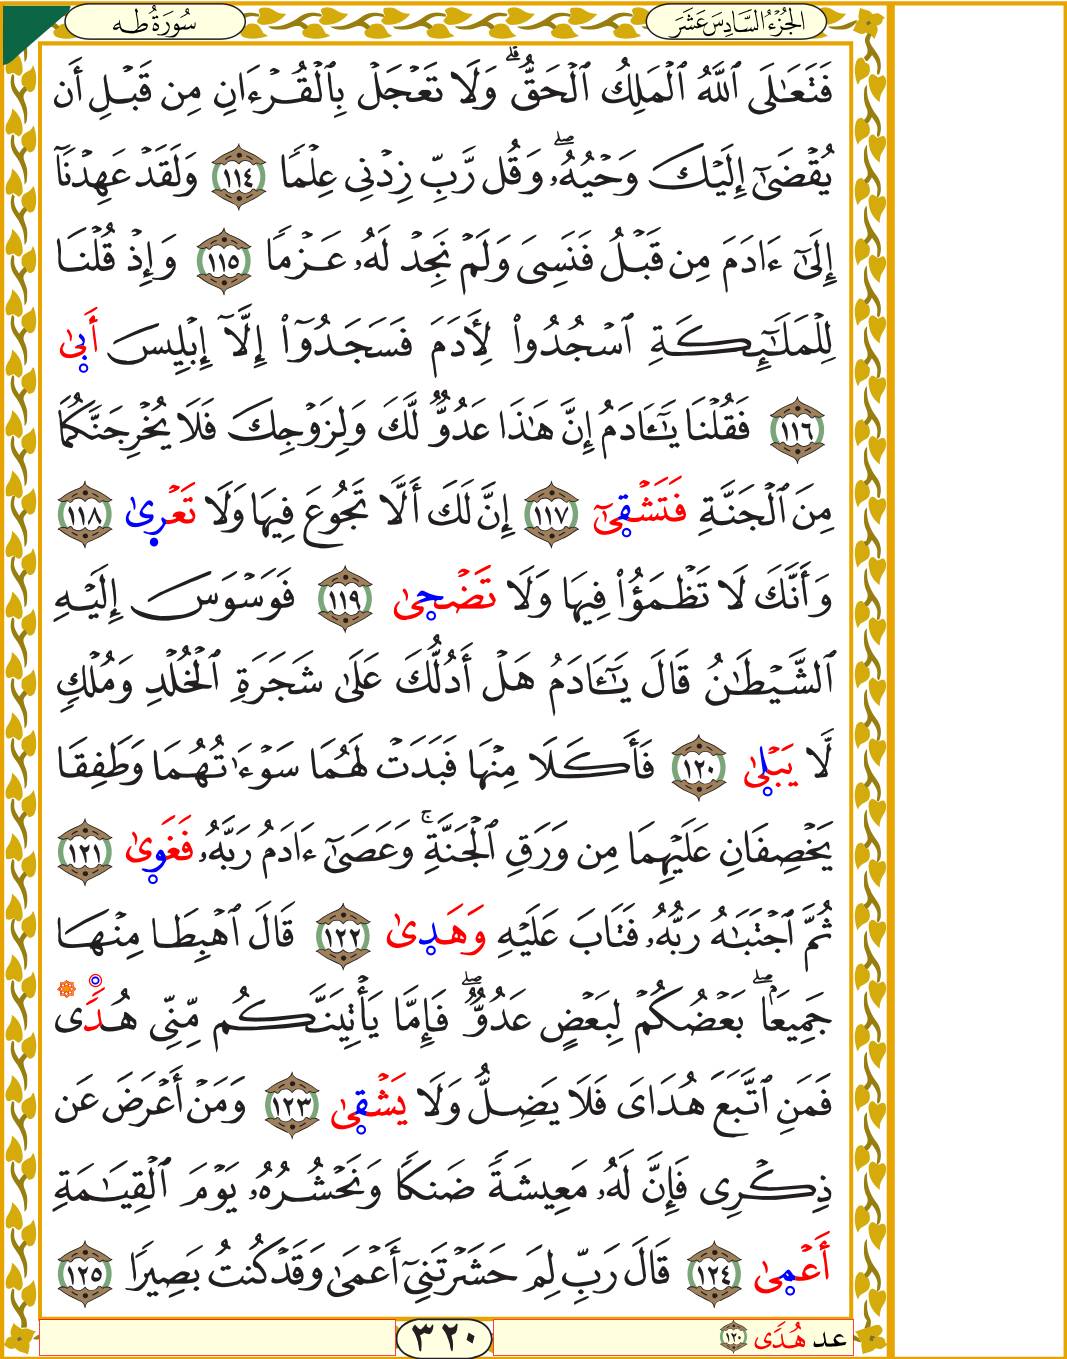 الجُزْءُ السَّادِسَ عَشَرَ
سُورَةُ طه
فَتَعَٰلَى ٱللَّهُ ٱلْمَلِكُ ٱلْحَقُّۗ وَلَا تَعْجَلْ بِٱلْقُرْءَانِ مِن قَبْلِ أَن
يُقْضَىٰٓ إِلَيْكَ وَحْيُهُۥۖ وَقُل رَّبِّ زِدْنِى عِلْمًا ١١٤ وَلَقَدْ عَهِدْنَآ
إِلَىٰٓ ءَادَمَ مِن قَبْلُ فَنَسِىَ وَلَمْ نَجِدْ لَهُۥ عَزْمًا ١١٥ وَإِذْ قُلْنَا
لِلْمَلَٰٓئِكَةِ ٱسْجُدُوا۟ لِأٓدَمَ فَسَجَدُوٓا۟ إِلَّآ إِبْلِيسَ أَبِىٰ
١١٦ فَقُلْنَا يَٰٓـَٔادَمُ إِنَّ هَٰذَا عَدُوٌّ لَّكَ وَلِزَوْجِكَ فَلَا يُخْرِجَنَّكُمَا
مِنَ ٱلْجَنَّةِ فَتَشْقِىٰٓ ١١٧ إِنَّ لَكَ أَلَّا تَجُوعَ فِيهَا وَلَا تَعْرِىٰ ١١٨
وَأَنَّكَ لَا تَظْمَؤُا۟ فِيهَا وَلَا تَضْحِىٰ ١١٩ فَوَسْوَسَ إِلَيْهِ
ٱلشَّيْطَٰنُ قَالَ يَٰٓـَٔادَمُ هَلْ أَدُلُّكَ عَلَىٰ شَجَرَةِ ٱلْخُلْدِ وَمُلْكٍ
لَّا يَبْلِىٰ ١٢٠ فَأَكَلَا مِنْهَا فَبَدَتْ لَهُمَا سَوْءَٰتُهُمَا وَطَفِقَا
يَخْصِفَانِ عَلَيْهِمَا مِن وَرَقِ ٱلْجَنَّةِۚ وَعَصَىٰٓ ءَادَمُ رَبَّهُۥ فَغَوِىٰ ١٢١
ثُمَّ ٱجْتَبَٰهُ رَبُّهُۥ فَتَابَ عَلَيْهِ وَهَدِىٰ ١٢٢ قَالَ ٱهْبِطَا مِنْهَا
جَمِيعَۢاۖ بَعْضُكُمْ لِبَعْضٍ عَدُوٌّۖ فَإِمَّا يَأْتِيَنَّكُم مِّنِّى هُدًى
فَمَنِ ٱتَّبَعَ هُدَاىَ فَلَا يَضِلُّ وَلَا يَشْقِىٰ ١٢٣ وَمَنْ أَعْرَضَ عَن
ذِكْرِى فَإِنَّ لَهُۥ مَعِيشَةً ضَنكًا وَنَحْشُرُهُۥ يَوْمَ ٱلْقِيَٰمَةِ
أَعْمِىٰ ١٢٤ قَالَ رَبِّ لِمَ حَشَرْتَنِىٓ أَعْمَىٰ وَقَدْ كُنتُ بَصِيرًا ١٢٥
عد هُدًى ١٢٠
٣٢٠